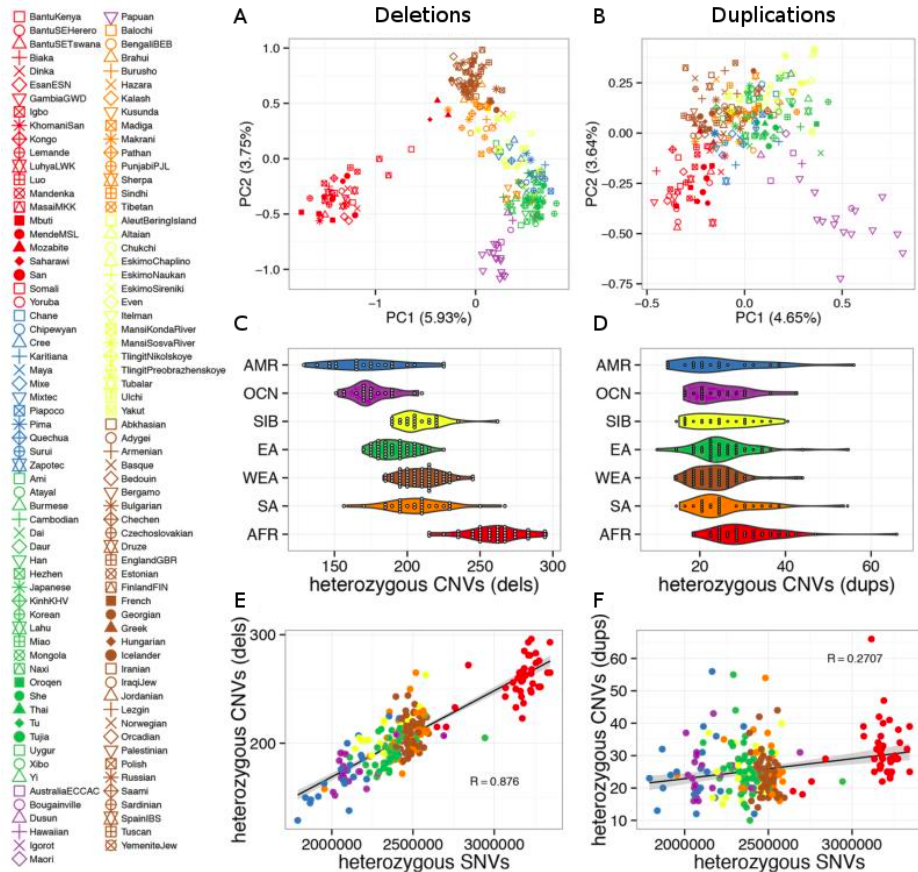 BantuKenya
BantuSEHerero
BantuSETswana
Biaka
Dinka
EsanESN
GambiaGWD
Igbo
KhomaniSan
Kongo
Lemande
LuhyaLWK
Luo
Mandenka
MasaiMKK
Mbuti
MendeMSL
Mozabite
Saharawi
San
Somali
Yoruba
Chane
Chipewyan
Cree
Karitiana
Maya
Mixe
Mixtec
Piapoco
Pima
Quechua
Surui
Zapotec
Ami
Atayal
Burmese
Cambodian
Dai
Daur
Han
Hezhen
Japanese
KinhKHV
Korean
Lahu
Miao
Mongola
Naxi
Oroqen
She
Thai
Tu
Tujia
Uygur
Xibo
Yi
AustraliaECCAC
Bougainville
Dusun
Hawaiian
Igorot
Maori
Papuan
Balochi
BengaliBEB
Brahui
Burusho
Hazara
Kalash
Kusunda
Madiga
Makrani
Pathan
PunjabiPJL
Sherpa
Sindhi
Tibetan
AleutBeringIsland
Altaian
Chukchi
EskimoChaplino
EskimoNaukan
EskimoSireniki
Even
Itelman
MansiKondaRiver
MansiSosvaRiver
TlingitNikolskoye
TlingitPreobrazhenskoye
Tubalar
Ulchi
Yakut
Abkhasian
Adygei
Armenian
Basque
Bedouin
Bergamo
Bulgarian
Chechen
Czechoslovakian
Druze
EnglandGBR
Estonian
FinlandFIN
French
Georgian
Greek
Hungarian
Icelander
Iranian
IraqiJew
Jordanian
Lezgin
Norwegian
Orcadian
Palestinian
Polish
Russian
Saami
Sardinian
SpainIBS
Tuscan
YemeniteJew
A
Deletions
1.0
0.5
0.0
−0.5
−1.0
PC2 (3.75%)
−1
0
PC1 (5.93%)
B
Duplications
0.25
0.00
−0.25
−0.50
−0.75
PC2 (3.64%)
−0.5
0.0
0.5
PC1 (4.65%)
C
AMR
OCN
SIB
EA
WEA
SA
AFR
150
200
250
300
heterozygous CNVs (dels)
D
AMR
OCN
SIB
EA
WEA
SA
AFR
20
40
60
heterozygous CNVs (dups)
E
300
200
heterozygous CNVs (dels)
R = 0.876
2000000
2500000
3000000
heterozygous SNVs
F
60
50
40
30
20
10
heterozygous CNVs (dups)
R = 0.2707
2000000
2500000
3000000
heterozygous SNVs